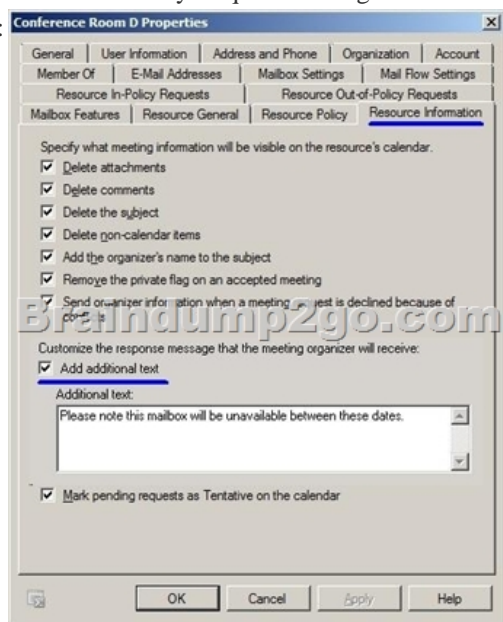 :
Conference Room D Properties
General User Information Address and Phone Organization Account
Member Of E-Mail Addresses Mailbox Settings Mail Flow Settings
Resource In-Policy Requests Resource Out-of-Policy Requests
Mailbox Features Resource General Resource Policy Resource Information
Specify what meeting information will be visible on the resource's calendar.
Delete attachments
Delete comments
Delete the subject
Delete non-calendar items
Add the organizer's name to the subject
Remove the private flag on an accepted meeting
Send organizer information when a meeting request is declined because of
conflicts
Braindump2go.com
Customize the response message that the meeting organizer will receive:
Add additional text
Additional text:
Please note this mailbox will be unavailable between these dates.
Mark pending requests as Tentative on the calendar
OK Cancel Apply Help